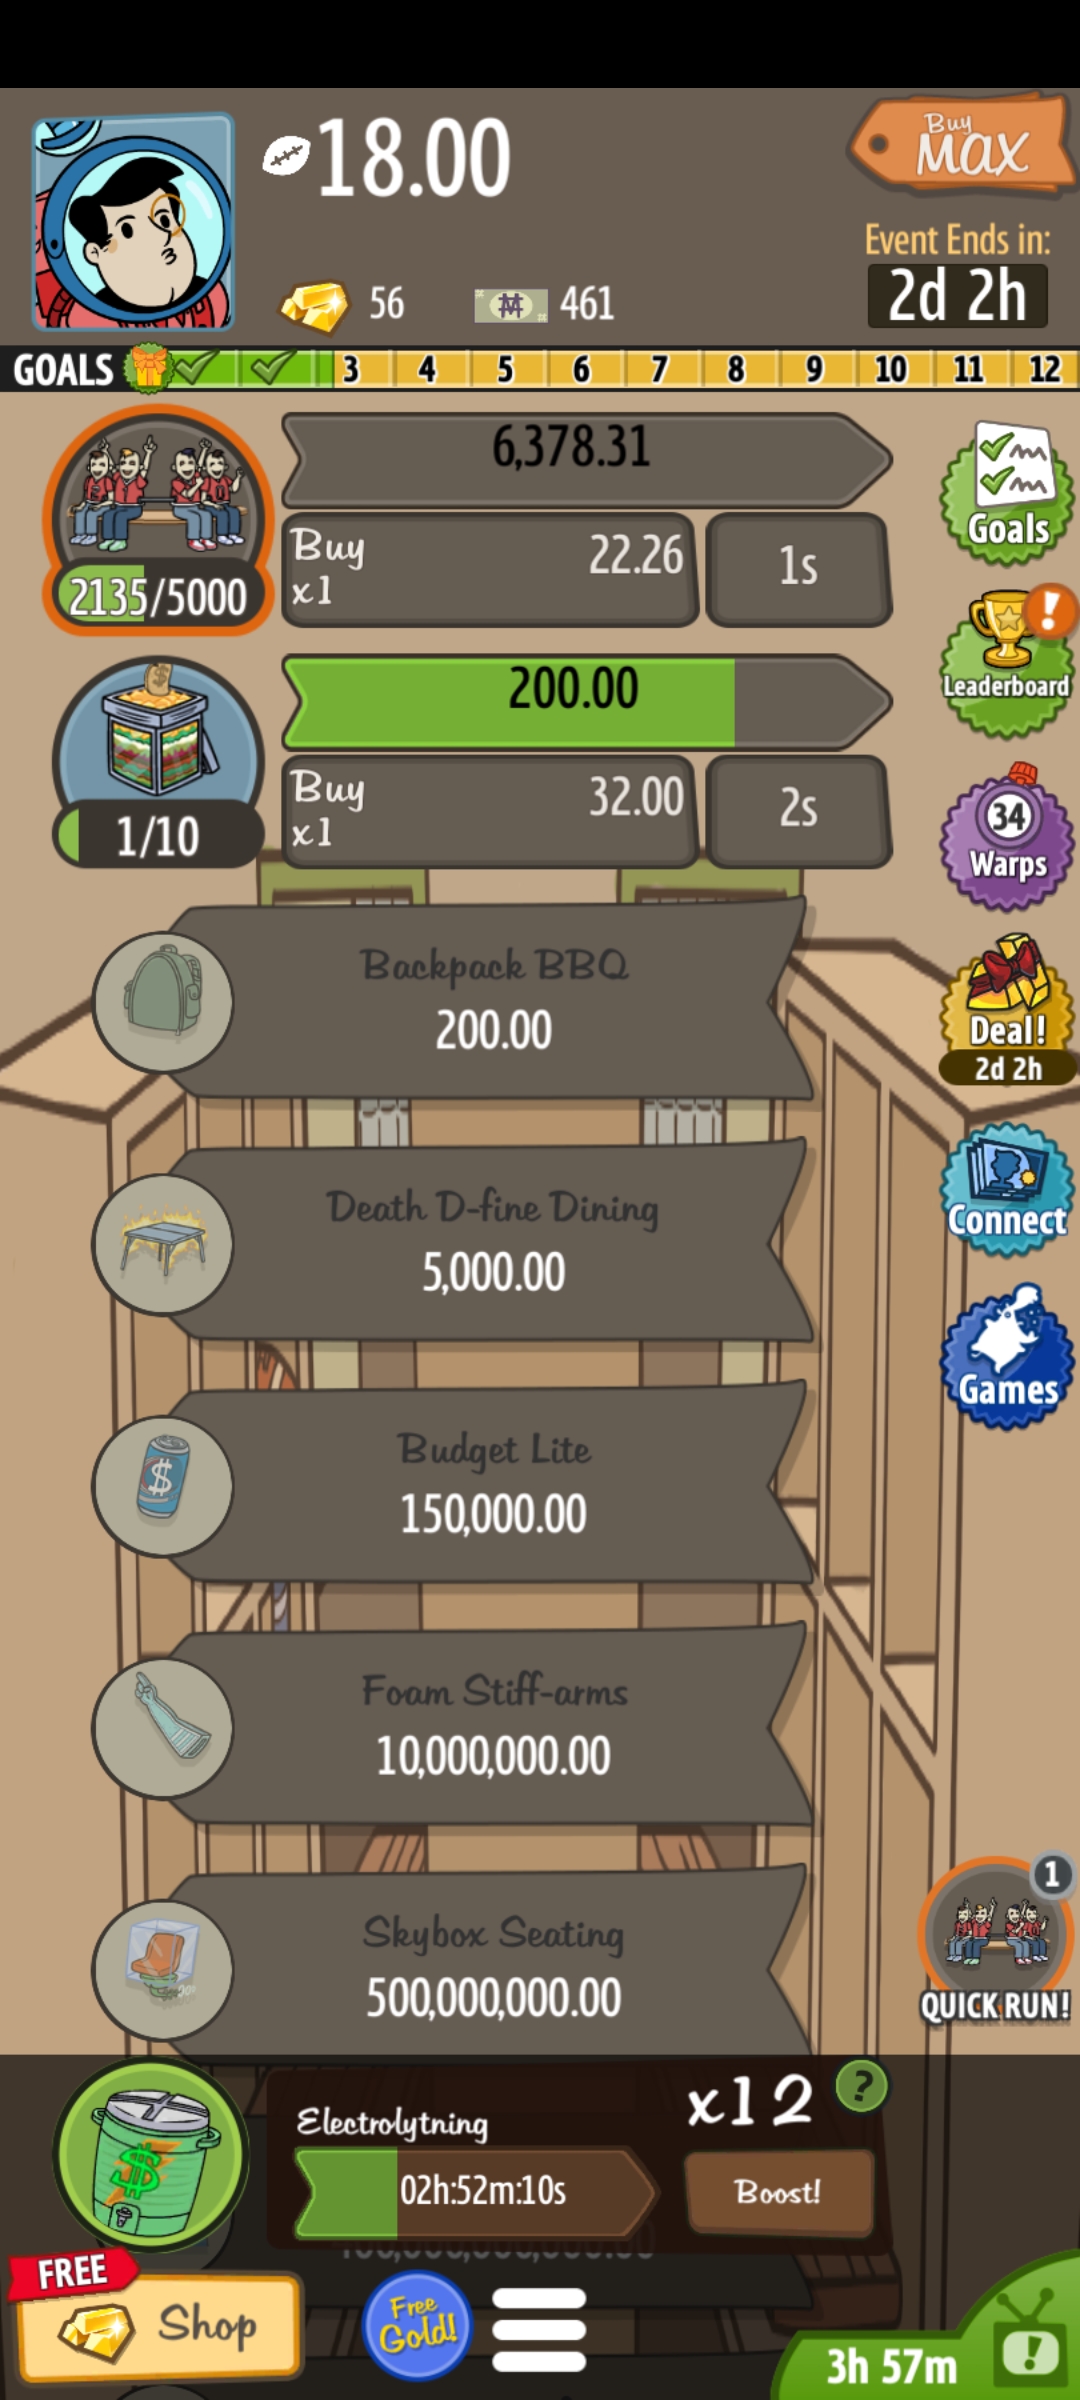 18.00
Buy
MAX
Event Ends in:
2d 2h
56
461
GOALS 3 4 5 6 7 8 9 10 11 12
6,378.31
Buy
x1
22.26
1s
2135/5000
Goals
200.00
Leaderboard
Buy
x1
32.00
2s
1/10
34
Warps
Backpack BBQ
200.00
Deal!
2d 2h
Death D-fine Dining
5,000.00
Connect
Games
Budget Lite
150,000.00
Foam Stiff-arms
10,000,000.00
Skybox Seating
500,000,000.00
1
QUICK RUN!
Electrolytning
x12
?
02h:52m:10s
Boost!
FREE
Shop
Free
Gold!
3h 57m